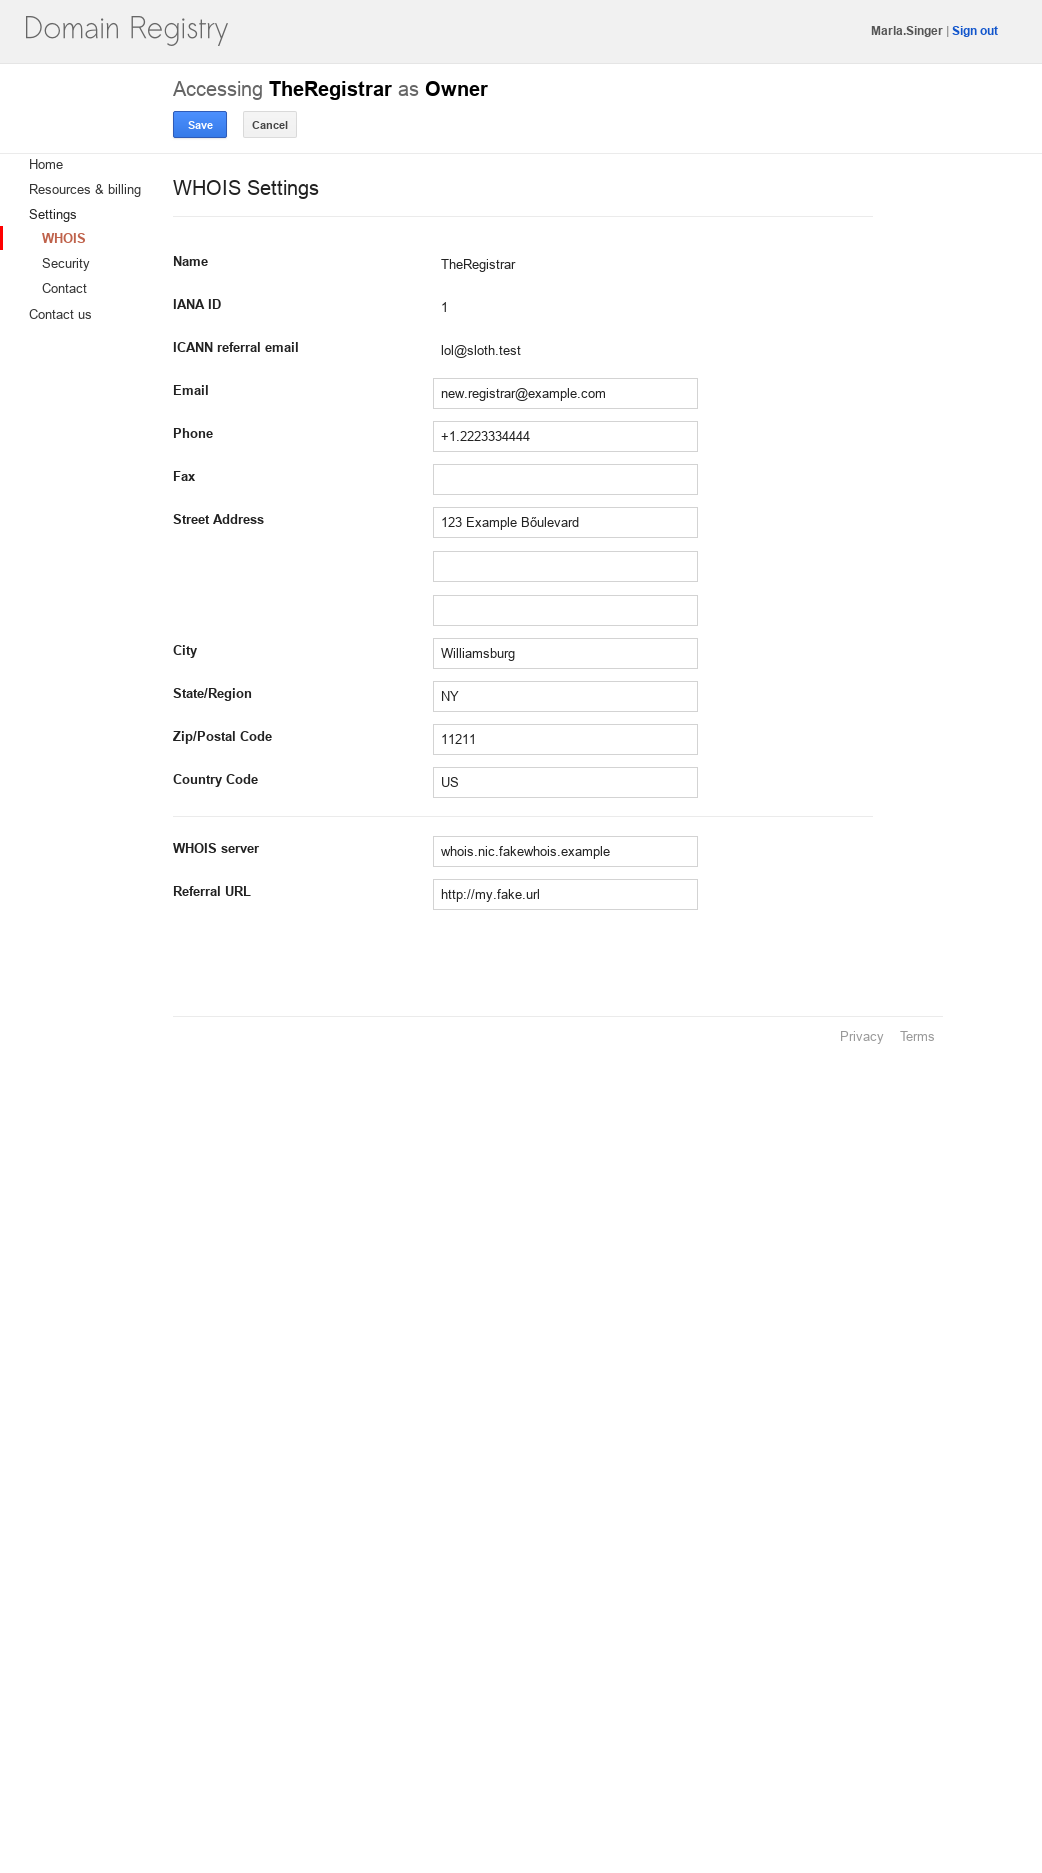 Domain Registry
Marla.Singer | Sign out
Accessing TheRegistrar as Owner
Save Cancel
Home
Resources & billing
Settings
WHOIS
Security
Contact
Contact us
WHOIS Settings
Name TheRegistrar
IANA ID 1
ICANN referral email lol@sloth.test
Email new.registrar@example.com
Phone +1.2223334444
Fax
Street Address 123 Example Bőulevard
City Williamsburg
State/Region NY
Zip/Postal Code 11211
Country Code US
WHOIS server whois.nic.fakewhois.example
Referral URL http://my.fake.url
Privacy Terms